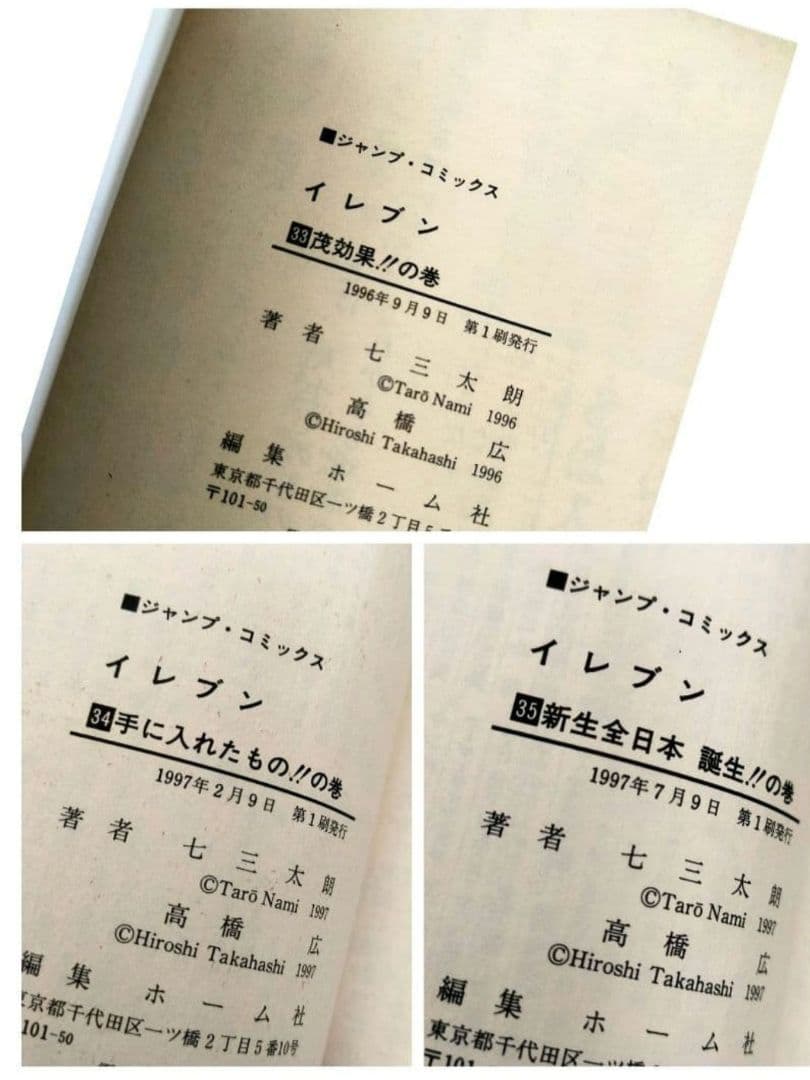 ■ジャンプ・コミックス
イレブン
33茂効果!!の巻
1996年9月9日 第1刷発行
著者 七三太朗
©Tarō Nami 1996
高橋広
©Hiroshi Takahashi 1996
編集 ホーム社
東京都千代田区一ツ橋2丁目5
〒101-50
■ジャンプ・コミックス
イレブン
34手に入れたもの!!の巻
1997年2月9日 第1刷発行
著者 七三太朗
©Tarō Nami 1997
高橋広
©Hiroshi Takahashi 1997
編集 ホーム社
東京都千代田区一ツ橋2丁目5番10号
101-50
■ジャンプ・コミックス
イレブン
35新生全日本 誕生!!の巻
1997年7月9日 第1刷発行
著者 七三太朗
©Tarō Nami 1997
高橋広
©Hiroshi Takahashi 1997
編集 ホーム社
東京都千代田区一ツ橋2丁目
〒101-50